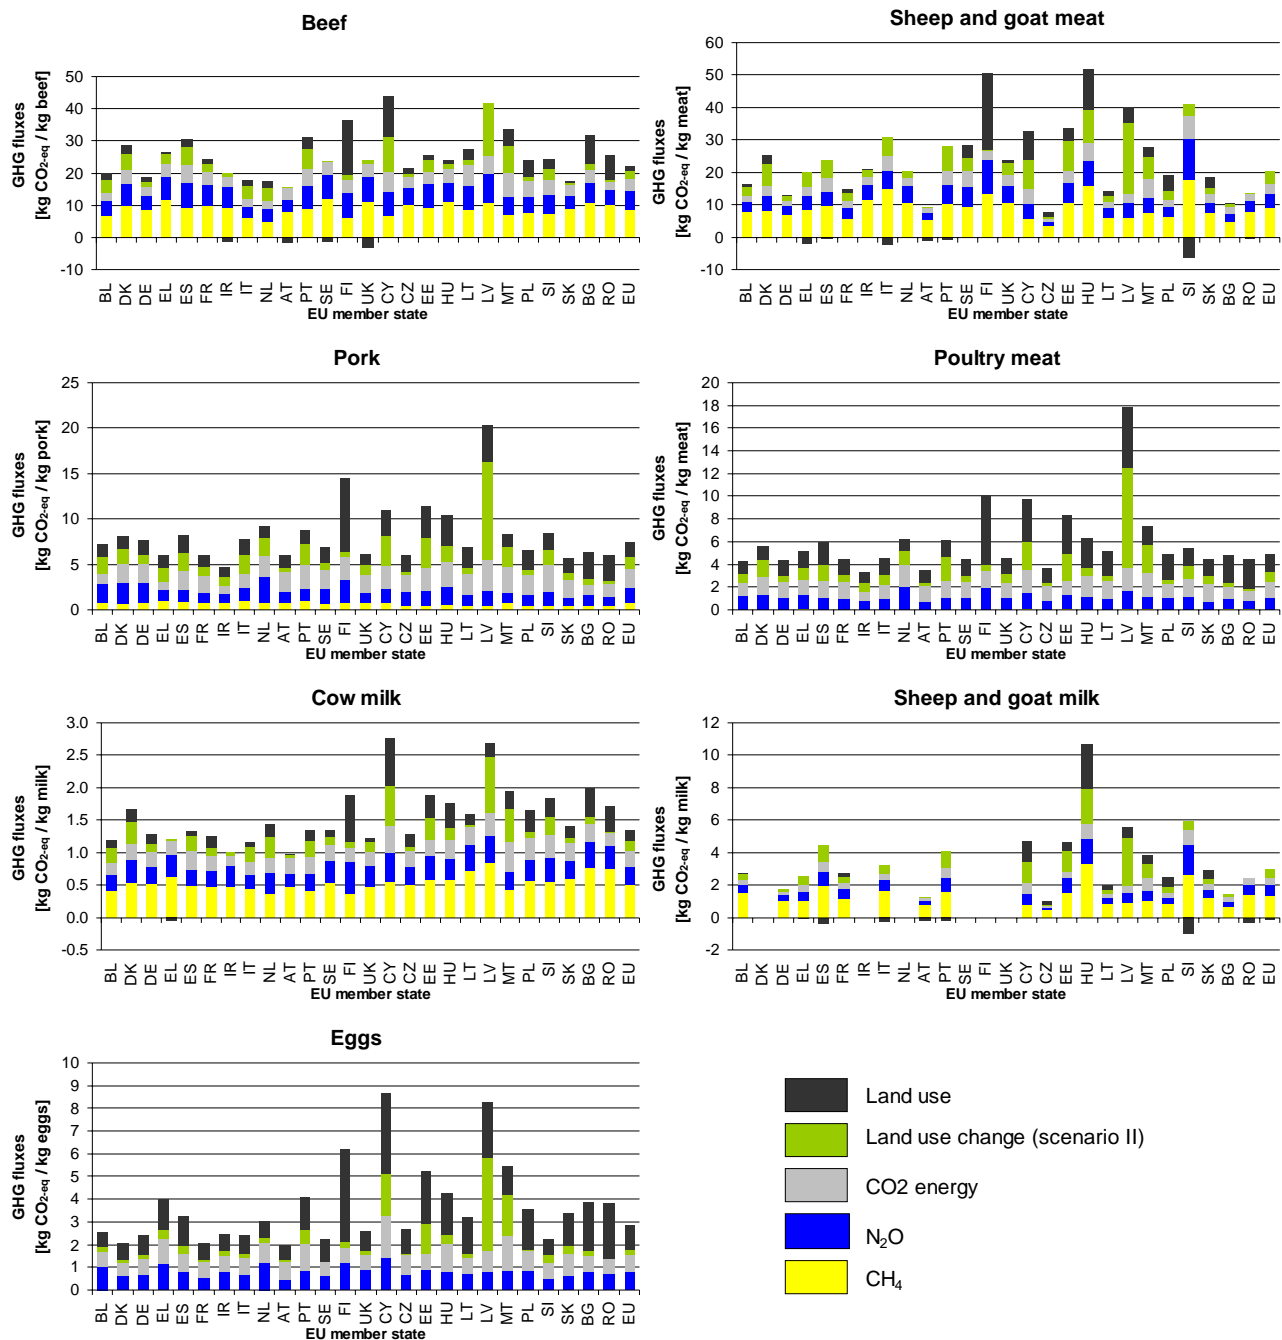 Beef
GHG fluxes
[kg CO2-eq / kg beef]
50
40
30
20
10
0
-10
BL DK DE EL ES FR IR IT NL AT PT SE FI UK CY CZ EE HU LT LV MT PL SI SK BG RO EU
EU member state
Sheep and goat meat
GHG fluxes
[kg CO2-eq / kg meat]
60
50
40
30
20
10
0
-10
BL DK DE EL ES FR IR IT NL AT PT SE FI UK CY CZ EE HU LT LV MT PL SI SK BG RO EU
EU member state
Pork
GHG fluxes
[kg CO2-eq / kg pork]
25
20
15
10
5
0
BL DK DE EL ES FR IR IT NL AT PT SE FI UK CY CZ EE HU LT LV MT PL SI SK BG RO EU
EU member state
Poultry meat
GHG fluxes
[kg CO2-eq / kg meat]
20
18
16
14
12
10
8
6
4
2
0
BL DK DE EL ES FR IR IT NL AT PT SE FI UK CY CZ EE HU LT LV MT PL SI SK BG RO EU
EU member state
Cow milk
GHG fluxes
[kg CO2-eq / kg milk]
3.0
2.5
2.0
1.5
1.0
0.5
0.0
-0.5
BL DK DE EL ES FR IR IT NL AT PT SE FI UK CY CZ EE HU LT LV MT PL SI SK BG RO EU
EU member state
Sheep and goat milk
GHG fluxes
[kg CO2-eq / kg milk]
12
10
8
6
4
2
0
-2
BL DK DE EL ES FR IR IT NL AT PT SE FI UK CY CZ EE HU LT LV MT PL SI SK BG RO EU
EU member state
Eggs
GHG fluxes
[kg CO2-eq / kg eggs]
10
9
8
7
6
5
4
3
2
1
0
BL DK DE EL ES FR IR IT NL AT PT SE FI UK CY CZ EE HU LT LV MT PL SI SK BG RO EU
EU member state
Land use
Land use change (scenario II)
CO2 energy
N₂O
CH₄